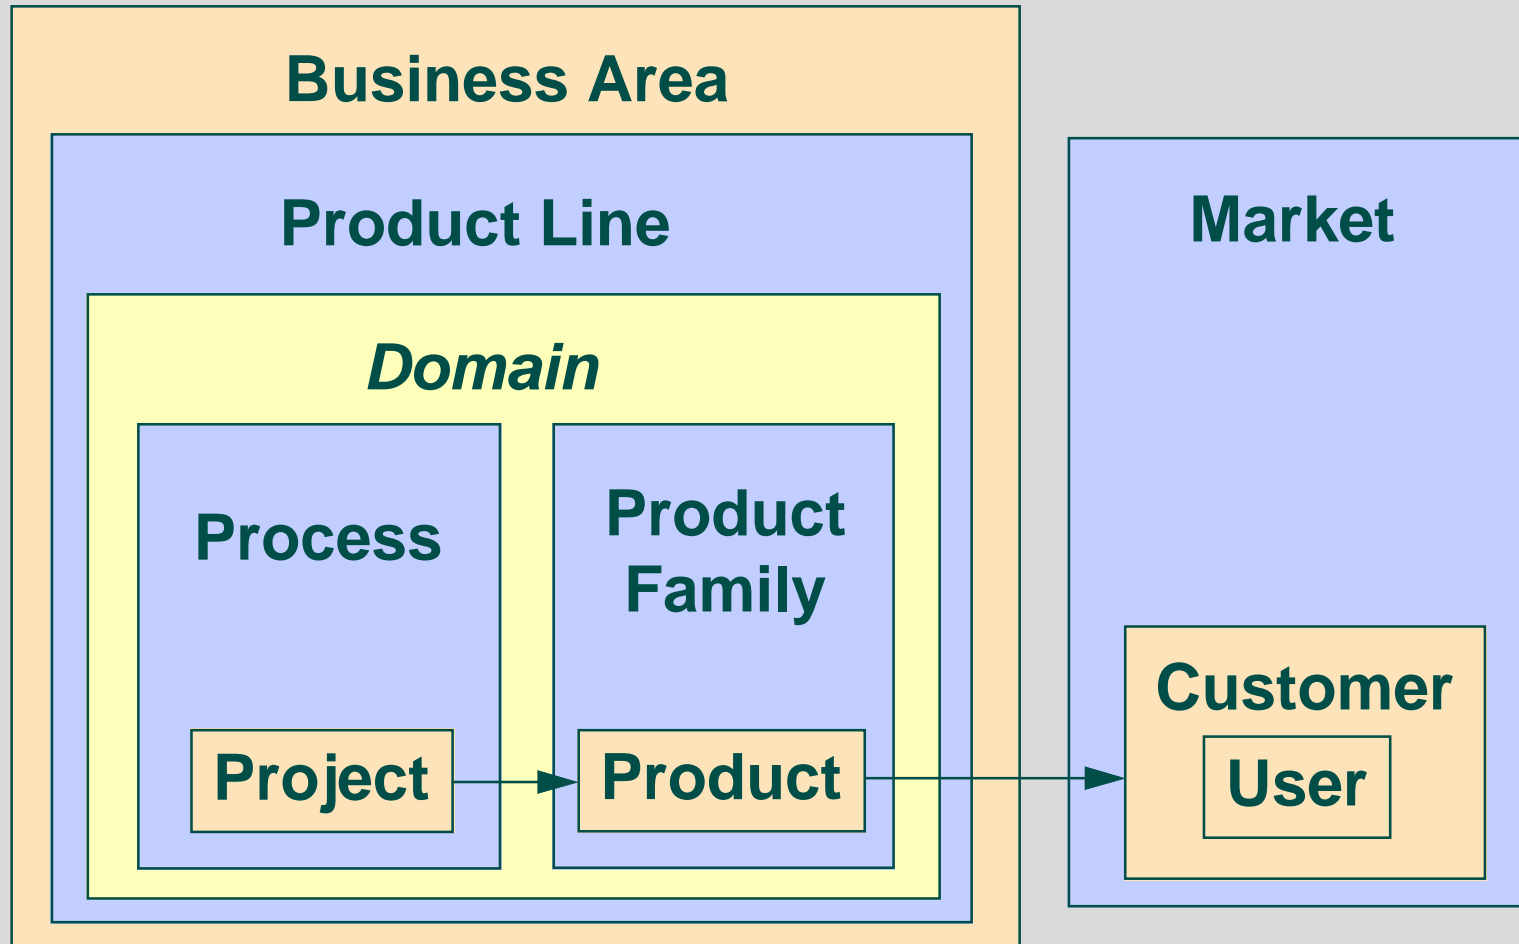 Business Area
Product Line
Market
Domain
Process
Product
Family
Project
Product
Customer
User